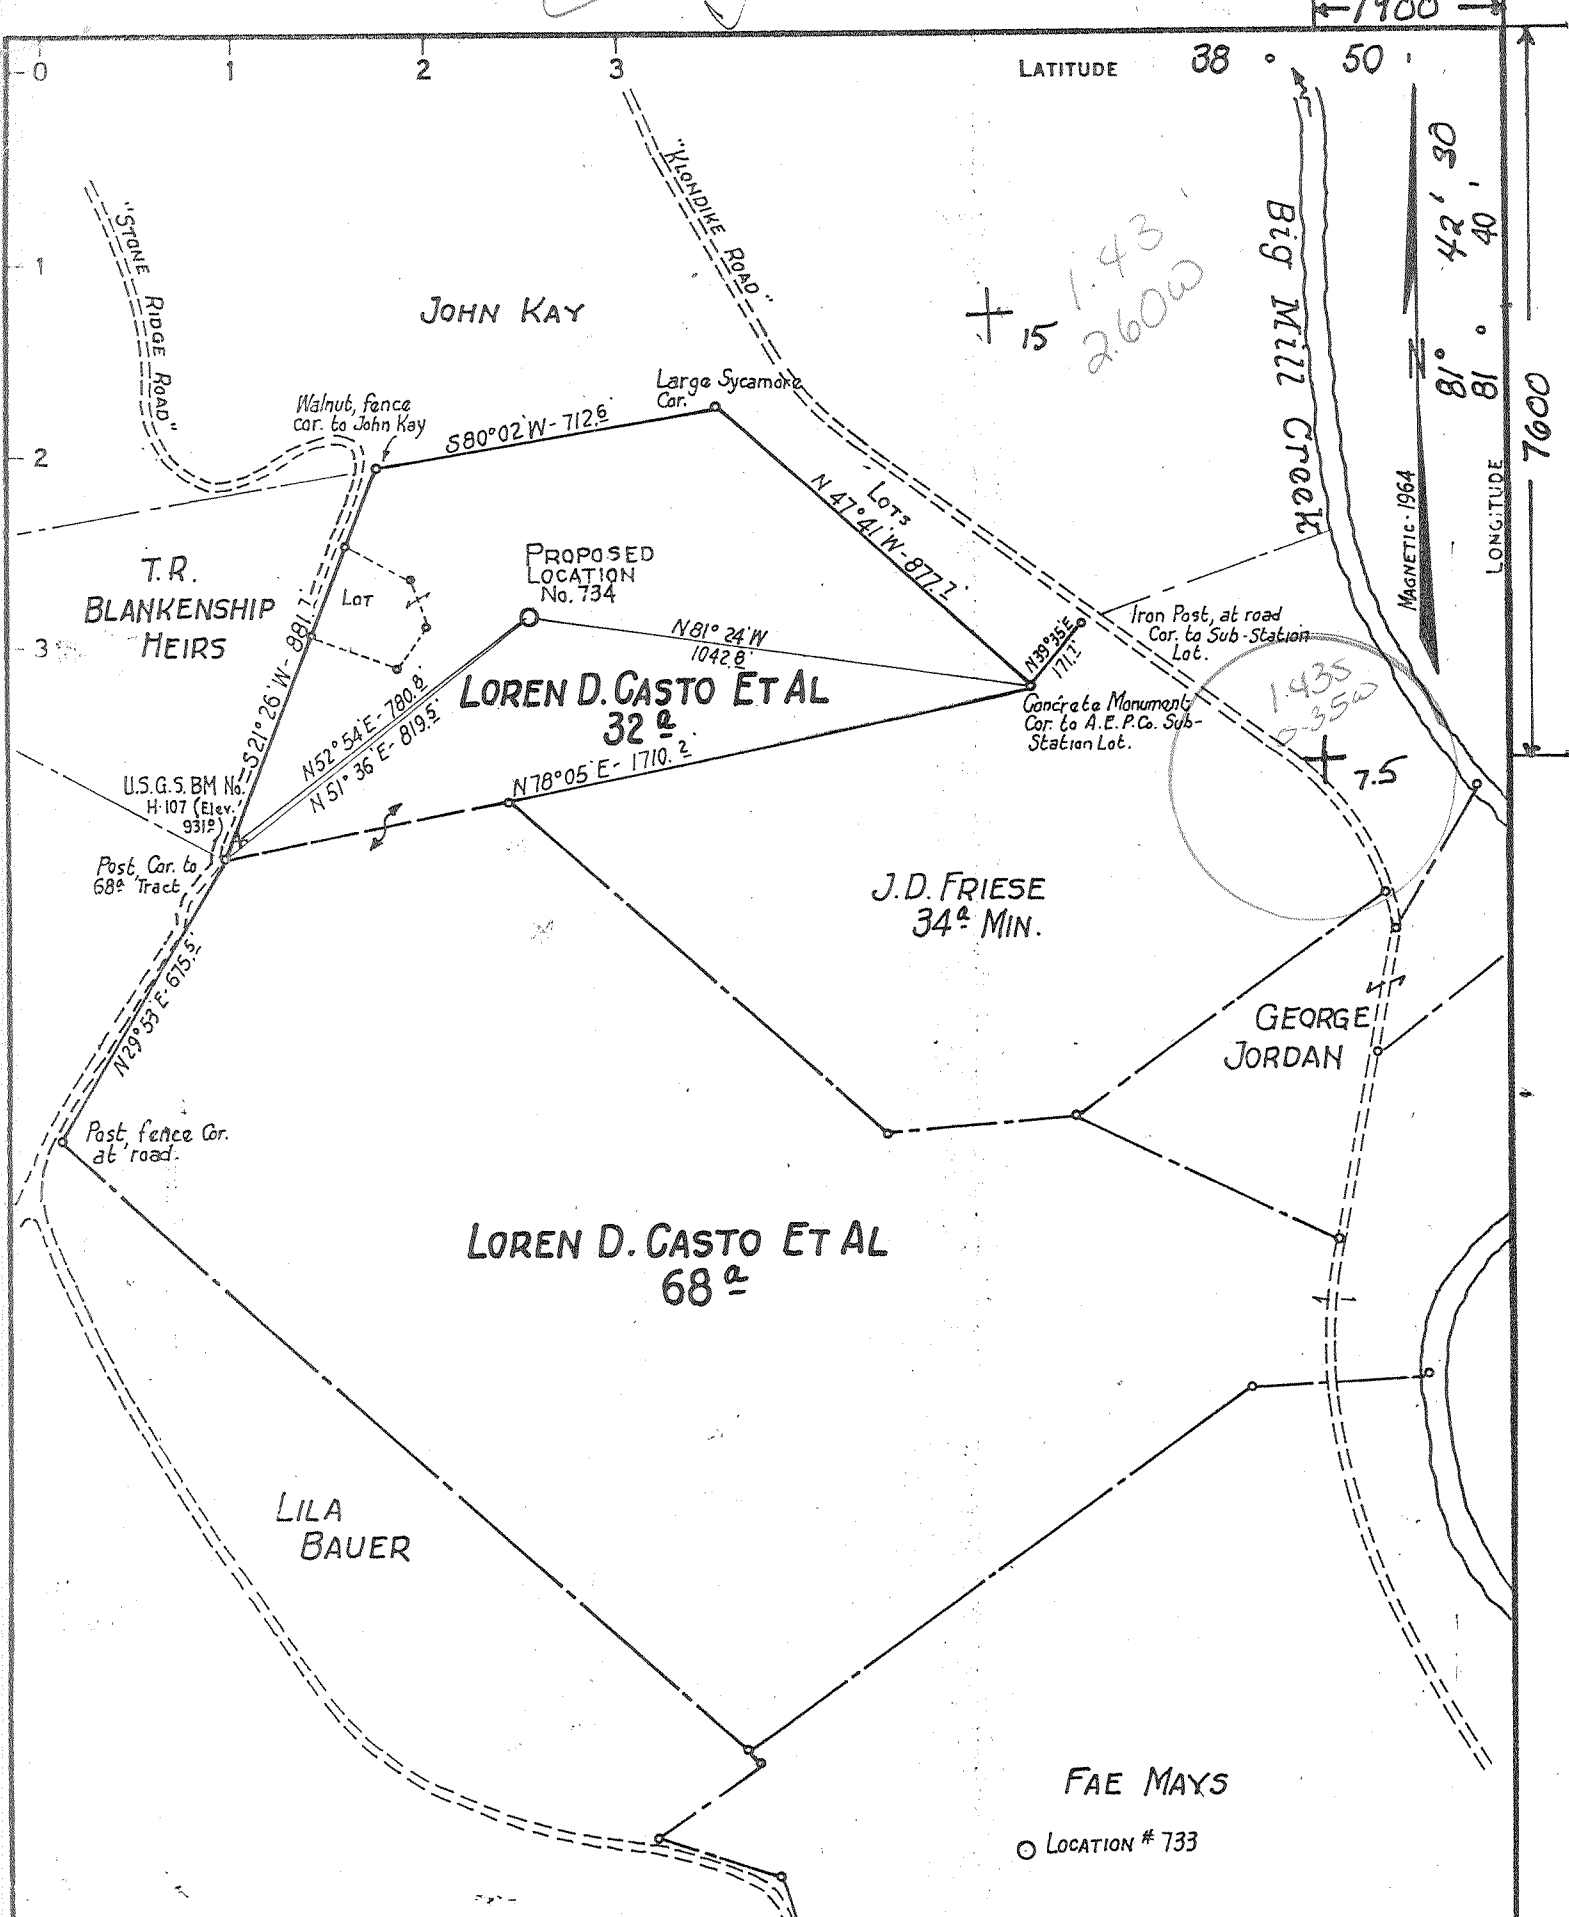 1900
0
1
2
3
LATITUDE 38 ° 50 '
1
2
3
"STONE RIDGE ROAD"
"KLONDIKE ROAD"
JOHN KAY
15
1.43
2.60W
Big Mill Creek
81° 42' 30
81 ° 40 '
N
MAGNETIC - 1964
LONGITUDE
7600
Walnut, fence
cor. to John Kay
Large Sycamore
Cor.
S80°02'W - 712.6'
N 47°41'W - 877.7'
LOTS
T.R.
BLANKENSHIP
HEIRS
LOT
PROPOSED
LOCATION
No. 734
N81° 24'W
1042.8'
N39°35'E
171.1'
Iron Post, at road
Cor. to Sub-Station
Lot.
S21°26'W - 881.7'
LOREN D. CASTO ET AL
32 a
N52°54'E - 780.8'
N 51° 36'E - 819.5'
N78°05'E - 1710.2'
Concrete Monument
Cor. to A.E.P.Co. Sub-
Station Lot.
1.43S
0.35W
7.5
U.S.G.S. BM No.
H-107 (Elev.
931.0)
Post, Cor. to
68a Tract
J.D. FRIESE
34a MIN.
N29°53'E - 675.5'
GEORGE
JORDAN
Post, fence Cor.
at road.
LOREN D. CASTO ET AL
68 a
LILA
BAUER
FAE MAYS
LOCATION # 733